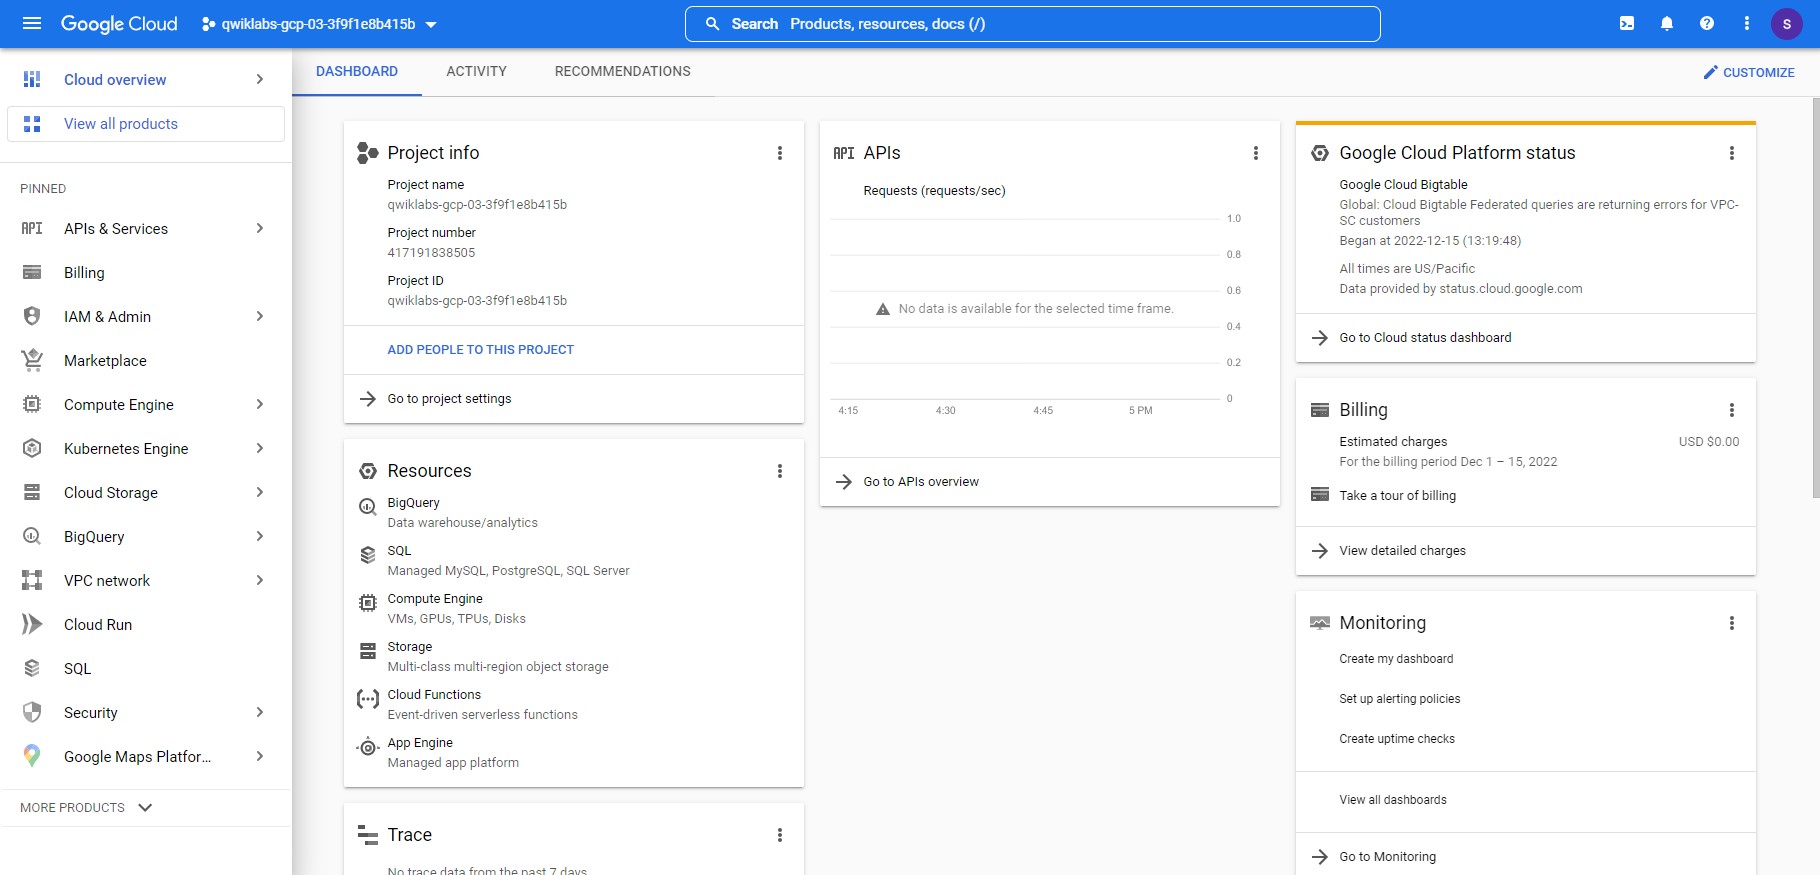 Google Cloud
qwiklabs-gcp-03-3f9f1e8b415b
Search Products, resources, docs (/)
S
Cloud overview
View all products
PINNED
API APIs & Services
Billing
IAM & Admin
Marketplace
Compute Engine
Kubernetes Engine
Cloud Storage
BigQuery
VPC network
Cloud Run
SQL
Security
Google Maps Platfor...
MORE PRODUCTS
DASHBOARD
ACTIVITY
RECOMMENDATIONS
CUSTOMIZE
Project info
Project name
qwiklabs-gcp-03-3f9f1e8b415b
Project number
417191838505
Project ID
qwiklabs-gcp-03-3f9f1e8b415b
ADD PEOPLE TO THIS PROJECT
Go to project settings
Resources
BigQuery
Data warehouse/analytics
SQL
Managed MySQL, PostgreSQL, SQL Server
Compute Engine
VMs, GPUs, TPUs, Disks
Storage
Multi-class multi-region object storage
Cloud Functions
Event-driven serverless functions
App Engine
Managed app platform
Trace
No trace data from the past 7 days
API APIs
Requests (requests/sec)
1.0
0.8
0.6
No data is available for the selected time frame.
0.4
0.2
0
4:15
4:30
4:45
5 PM
Go to APIs overview
Google Cloud Platform status
Google Cloud Bigtable
Global: Cloud Bigtable Federated queries are returning errors for VPC-
SC customers
Began at 2022-12-15 (13:19:48)
All times are US/Pacific
Data provided by status.cloud.google.com
Go to Cloud status dashboard
Billing
Estimated charges
USD $0.00
For the billing period Dec 1 – 15, 2022
Take a tour of billing
View detailed charges
Monitoring
Create my dashboard
Set up alerting policies
Create uptime checks
View all dashboards
Go to Monitoring